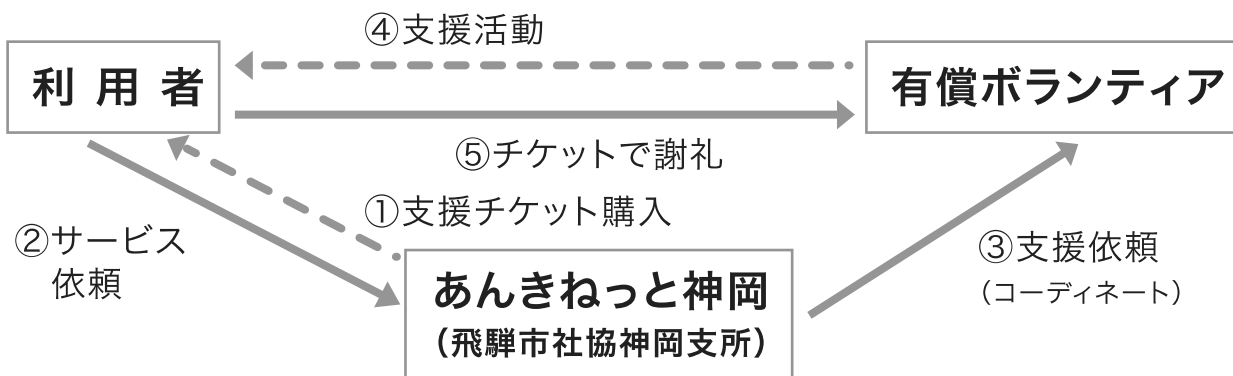 ④支援活動
利用者
有償ボランティア
⑤チケットで謝礼
①支援チケット購入
②サービス
依頼
あんきねっと神岡
（飛騨市社協神岡支所）
③支援依頼
（コーディネート）